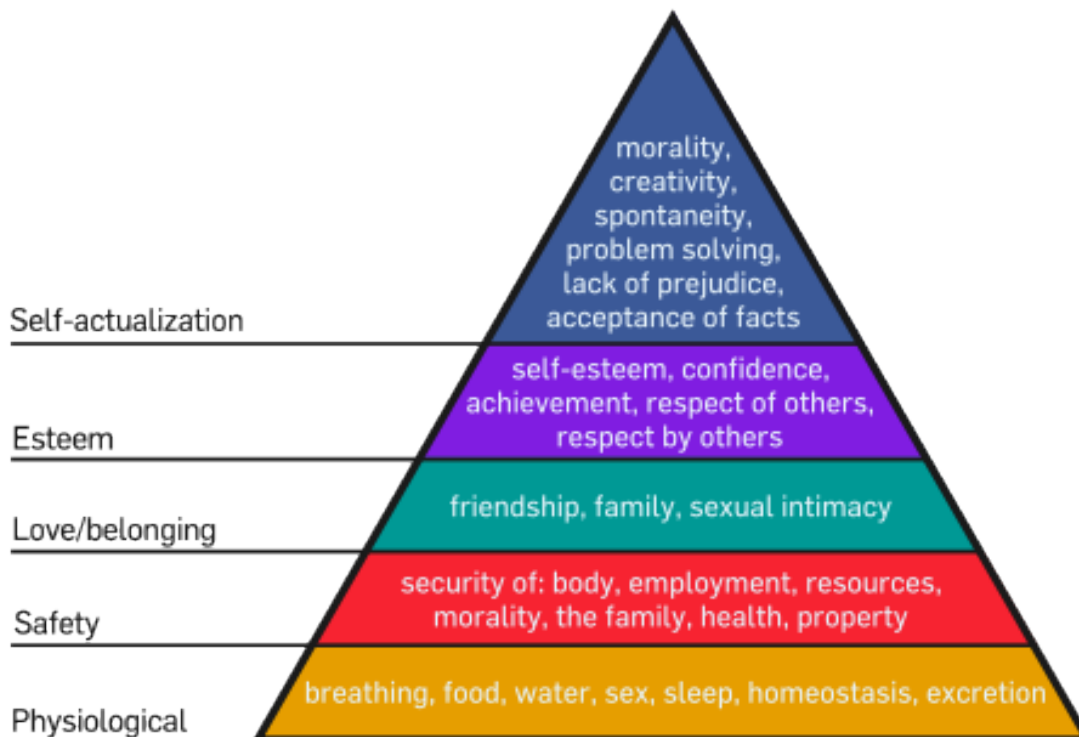 morality,
creativity,
spontaneity,
problem solving,
lack of prejudice,
acceptance of facts
Self-actualization
self-esteem, confidence,
achievement, respect of others,
respect by others
Esteem
friendship, family, sexual intimacy
Love/belonging
security of: body, employment, resources,
morality, the family, health, property
Safety
breathing, food, water, sex, sleep, homeostasis, excretion
Physiological